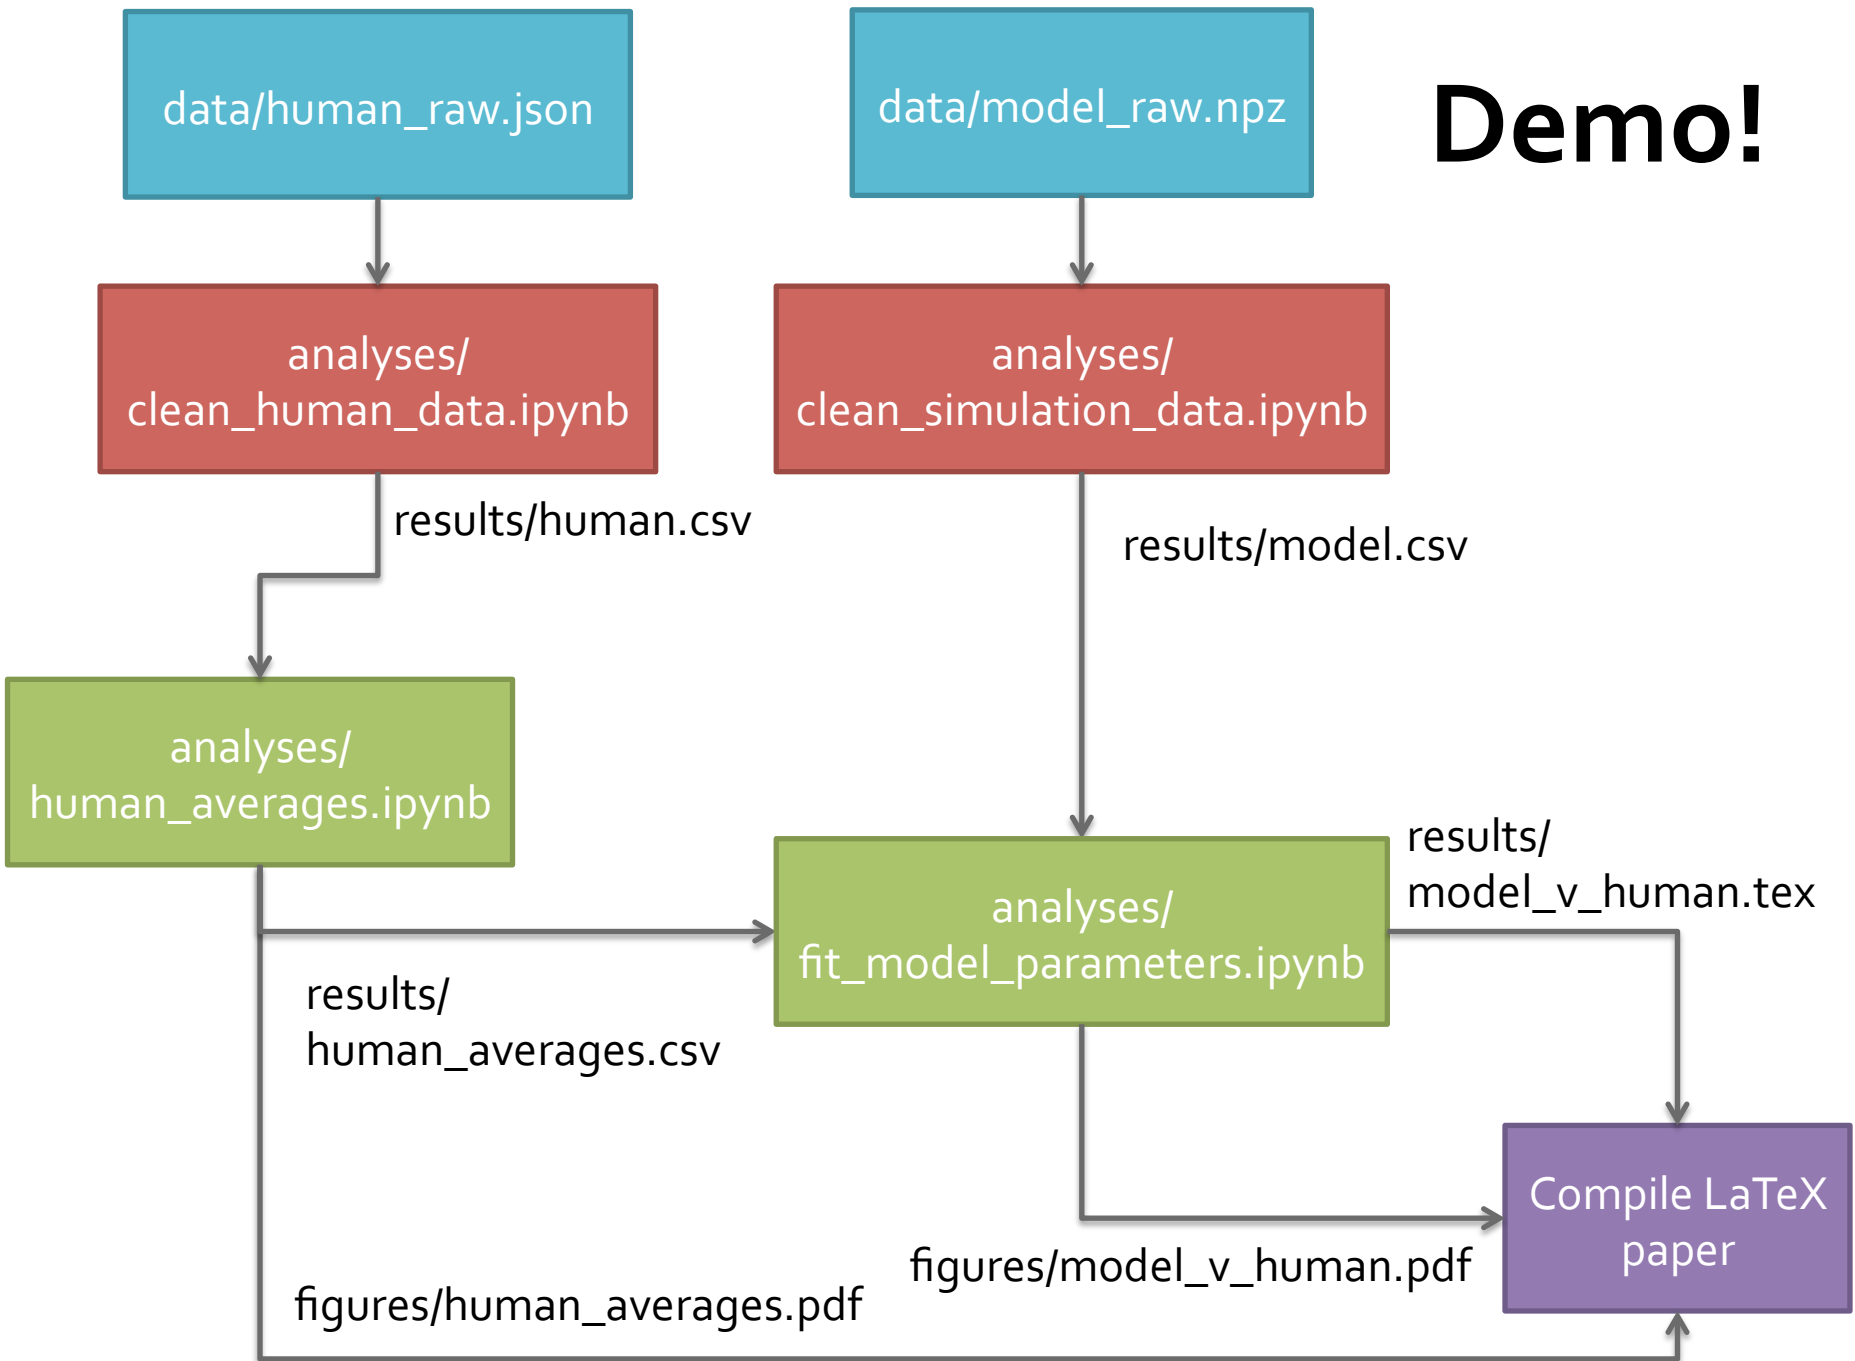 data/human_raw.json
data/model_raw.npz
Demo!
analyses/
clean_human_data.ipynb
analyses/
clean_simulation_data.ipynb
results/human.csv
results/model.csv
analyses/
human_averages.ipynb
results/
model_v_human.tex
analyses/
fit_model_parameters.ipynb
results/
human_averages.csv
Compile LaTeX
paper
figures/model_v_human.pdf
figures/human_averages.pdf